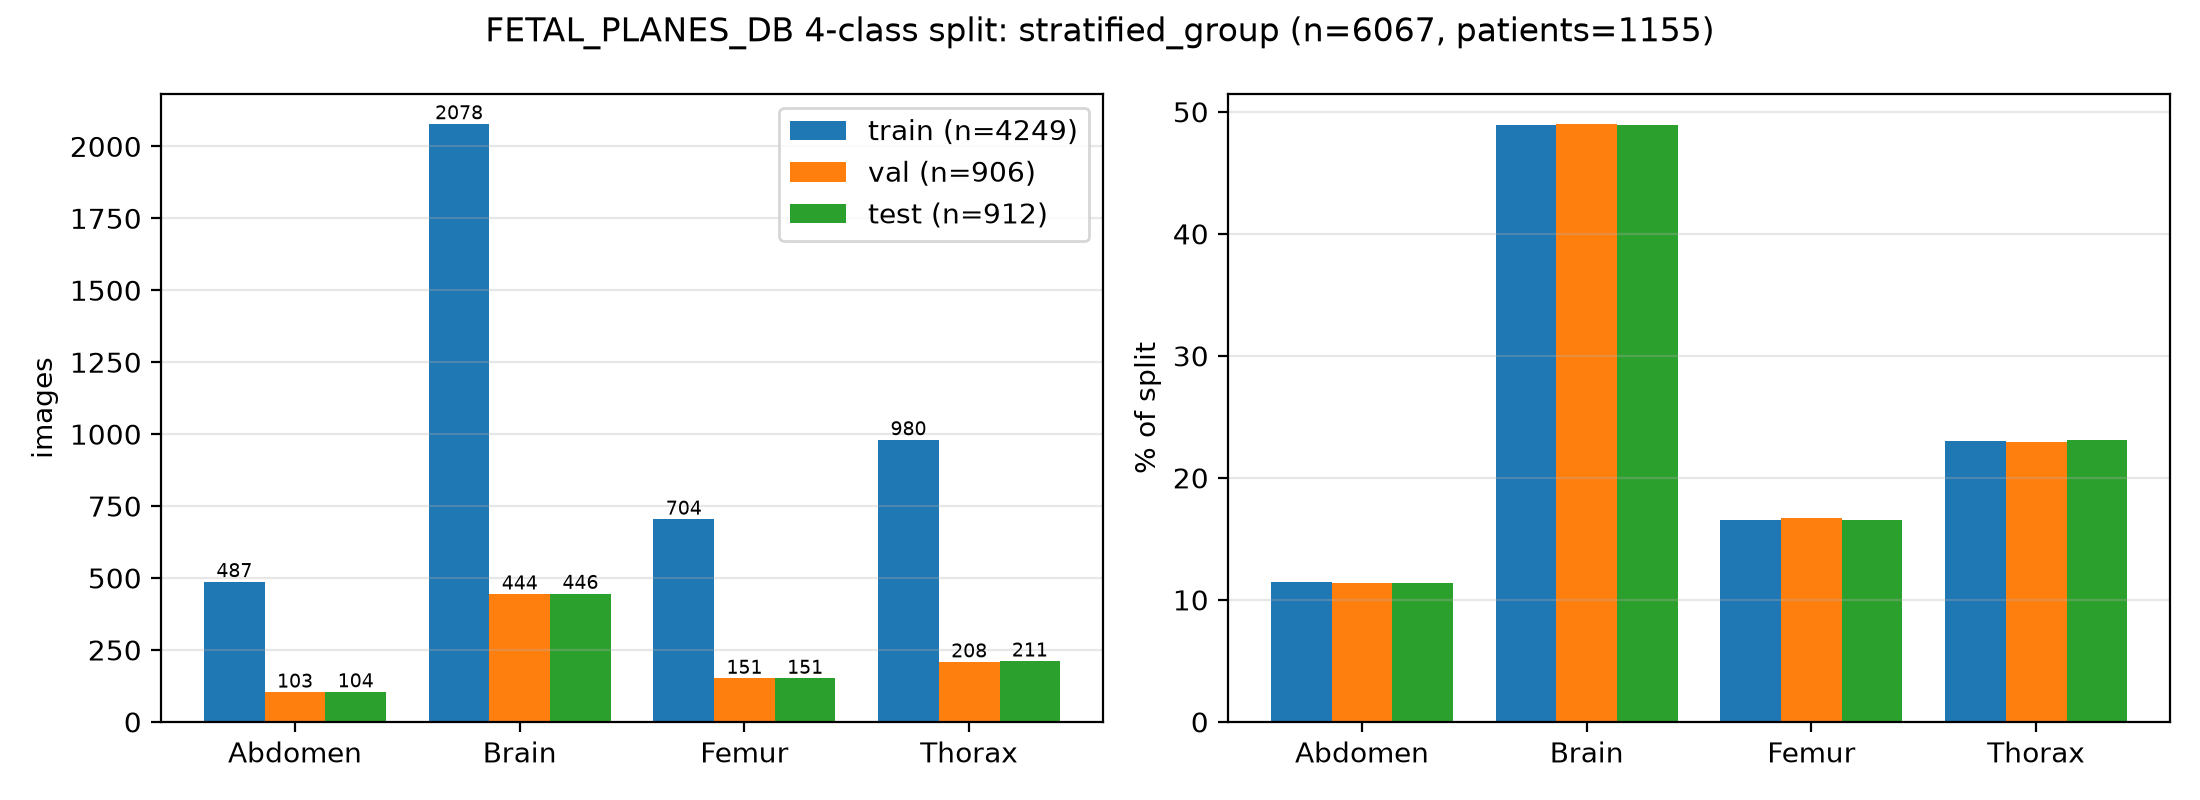 FETAL_PLANES_DB 4-class split: stratified_group (n=6067, patients=1155)
images
2000
1750
1500
1250
1000
750
500
250
0
2078
980
704
487
444
446
208
211
151
151
103
104
train (n=4249)
val (n=906)
test (n=912)
Abdomen
Brain
Femur
Thorax
% of split
50
40
30
20
10
0
Abdomen
Brain
Femur
Thorax